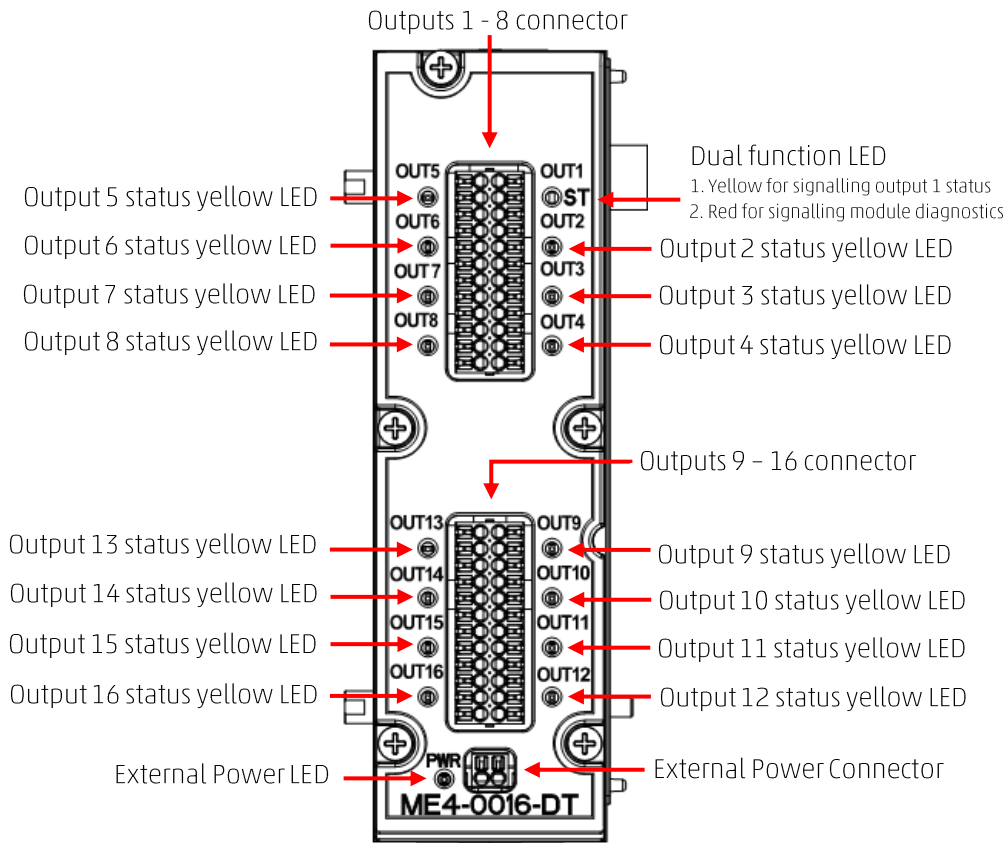 Outputs 1 - 8 connector
OUT5
OUT1
Dual function LED
1. Yellow for signalling output 1 status
2. Red for signalling module diagnostics
Output 5 status yellow LED
ST
OUT6
OUT2
Output 6 status yellow LED
Output 2 status yellow LED
OUT7
OUT3
Output 7 status yellow LED
Output 3 status yellow LED
OUT8
OUT4
Output 8 status yellow LED
Output 4 status yellow LED
Outputs 9 – 16 connector
OUT13
OUT9
Output 13 status yellow LED
Output 9 status yellow LED
OUT14
OUT10
Output 14 status yellow LED
Output 10 status yellow LED
OUT15
OUT11
Output 15 status yellow LED
Output 11 status yellow LED
OUT16
OUT12
Output 16 status yellow LED
Output 12 status yellow LED
PWR
External Power LED
External Power Connector
ME4-0016-DT